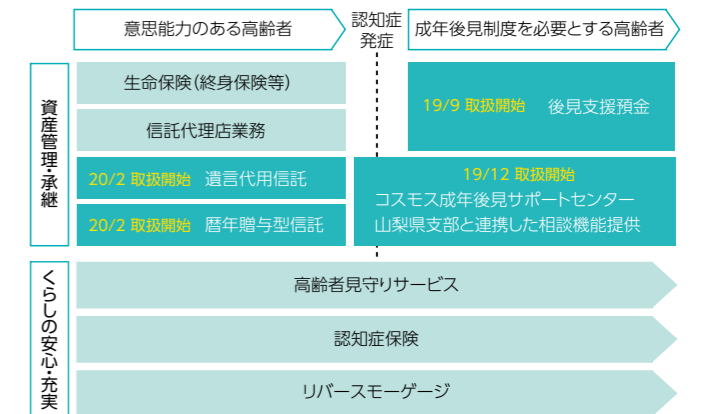 意思能力のある高齢者
認知症
発症
成年後見制度を必要とする高齢者
資産管理・承継
生命保険(終身保険等)
信託代理店業務
20/2 取扱開始 遺言代用信託
20/2 取扱開始 暦年贈与型信託
19/9 取扱開始 後見支援預金
19/12 取扱開始
コスモス成年後見サポートセンター
山梨県支部と連携した相談機能提供
くらしの安心・充実
高齢者見守りサービス
認知症保険
リバースモーゲージ